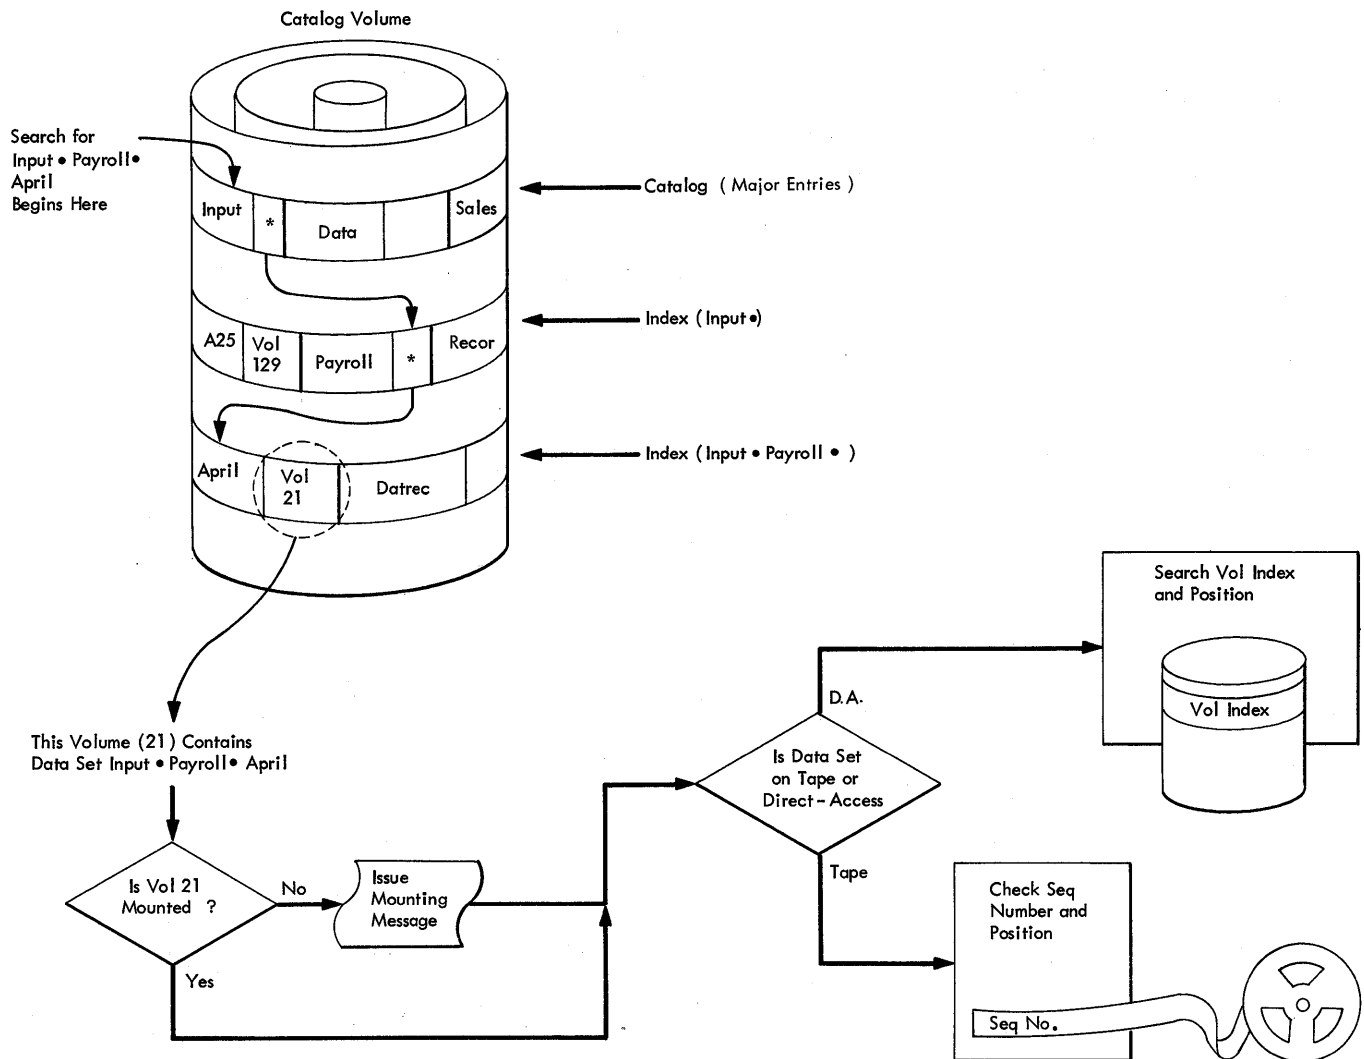 Catalog Volume
Search for
Input • Payroll •
April
Begins Here
Input
*
Data
Sales
Catalog ( Major Entries )
A25
Vol
129
Payroll
*
Recor
Index (Input •)
April
Vol
21
Datrec
Index (Input • Payroll • )
This Volume (21) Contains
Data Set Input • Payroll • April
Is Vol 21
Mounted ?
No
Yes
Issue
Mounting
Message
Is Data Set
on Tape or
Direct-Access
D.A.
Tape
Search Vol Index
and Position
Vol Index
Check Seq
Number and
Position
Seq No.